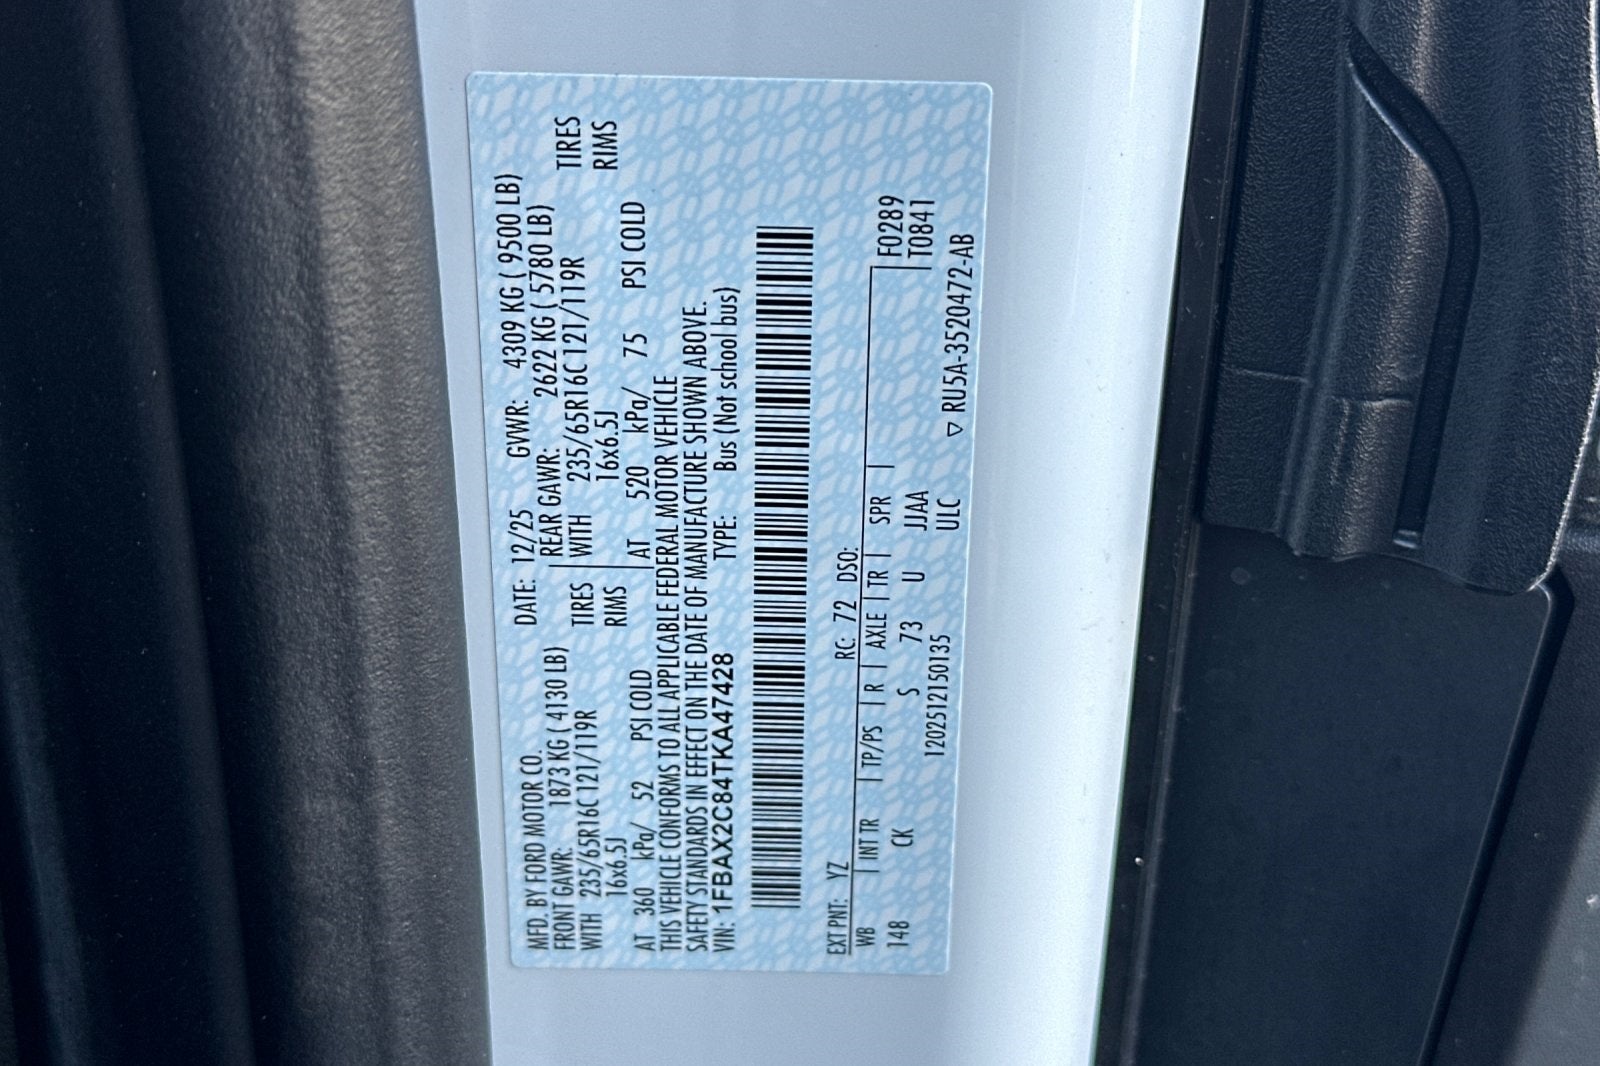 MFD. BY FORD MOTOR CO. DATE: 12/25 GVWR: 4309 KG ( 9500 LB)
FRONT GAWR: 1873 KG ( 4130 LB) REAR GAWR: 2622 KG ( 5780 LB)
WITH 235/65R16C 121/119R TIRES WITH 235/65R16C 121/119R TIRES
16x6.5J RIMS 16x6.5J RIMS
AT 360 kPa/ 52 PSI COLD AT 520 kPa/ 75 PSI COLD
THIS VEHICLE CONFORMS TO ALL APPLICABLE FEDERAL MOTOR VEHICLE
SAFETY STANDARDS IN EFFECT ON THE DATE OF MANUFACTURE SHOWN ABOVE.
VIN: 1FBAX2C84TKA47428 TYPE: Bus (Not school bus)
EXT PNT: YZ RC: 72 DSO:
WB | INT TR | TP/PS | R | AXLE | TR | SPR | F0289
148 CK S 73 U JJAA T0841
1202512150135 ULC
▽ RU5A-3520472-AB